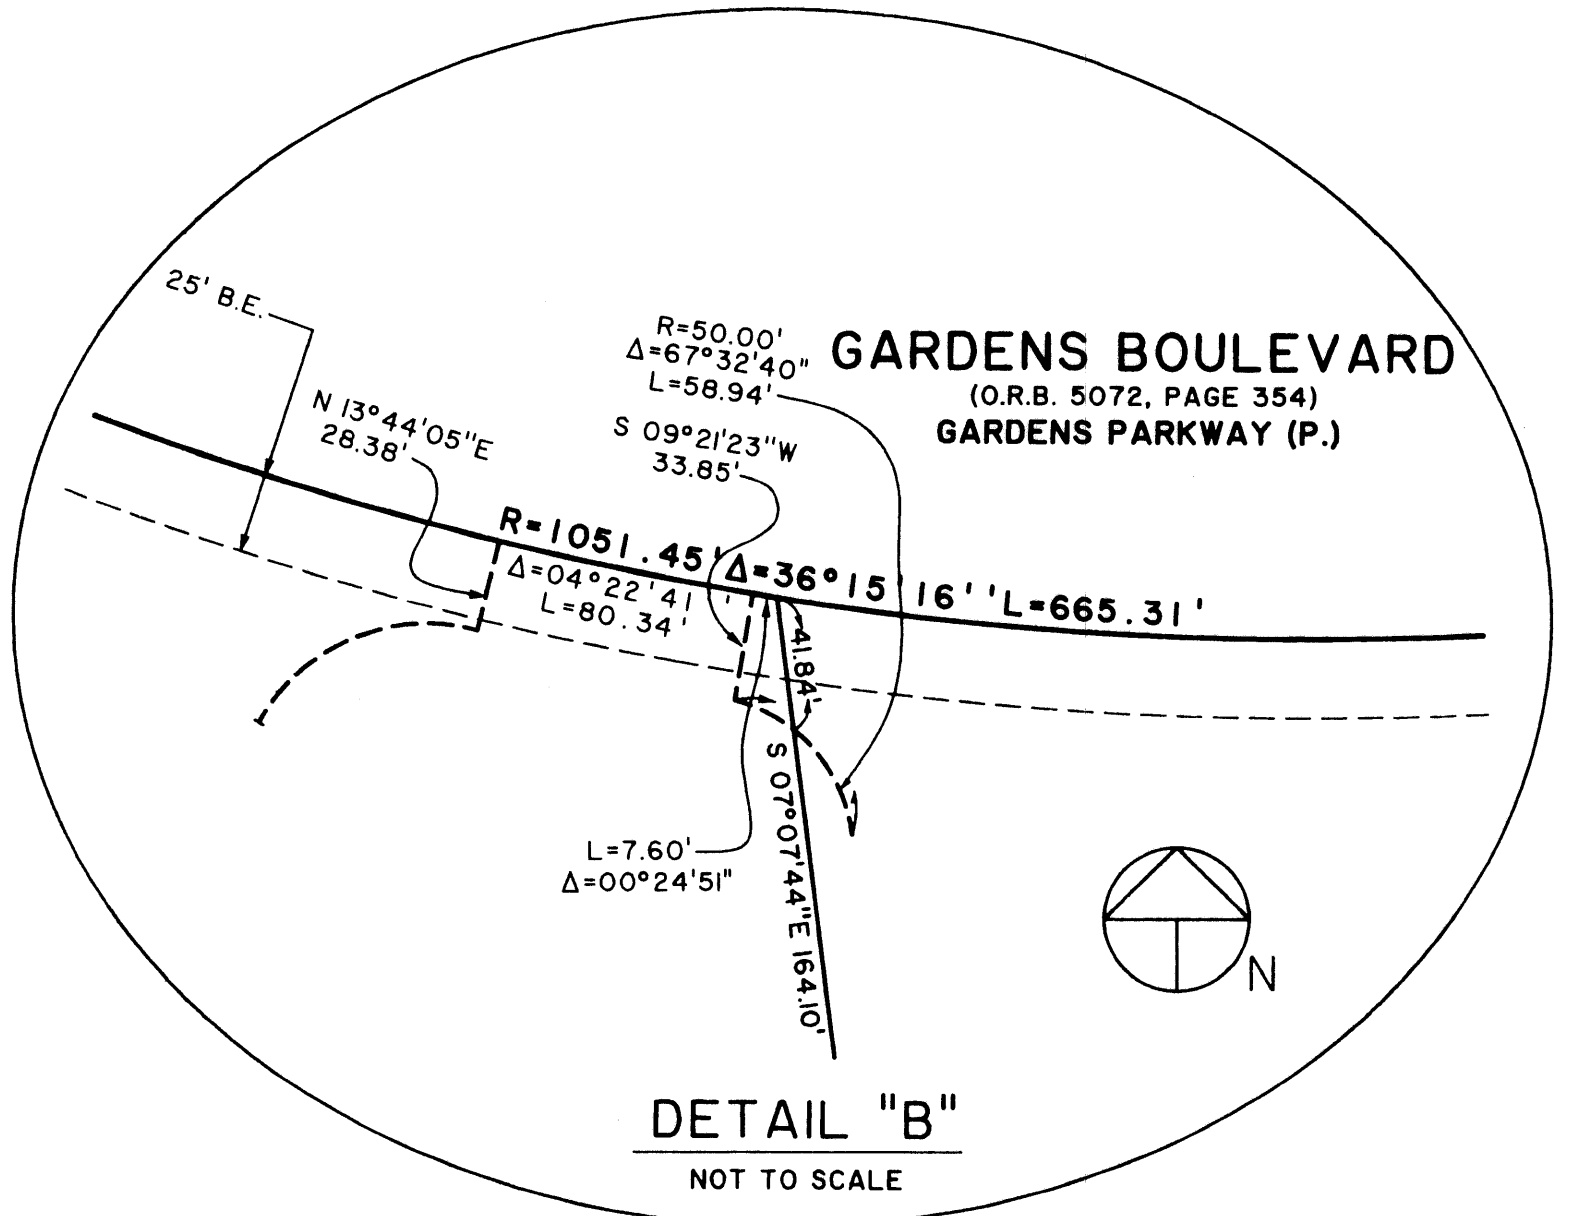 25' B.E.
N 13°44'05"E
28.38'
R=50.00'
Δ=67°32'40"
L=58.94'
S 09°21'23"W
33.85'
GARDENS BOULEVARD
(O.R.B. 5072, PAGE 354)
GARDENS PARKWAY (P.)
R=1051.45' Δ=36°15'16'' L=665.31'
Δ=04°22'41''
L=80.34'
41.84'
S 07°07'44"E 164.10'
L=7.60'
Δ=00°24'51"
N
DETAIL "B"
NOT TO SCALE